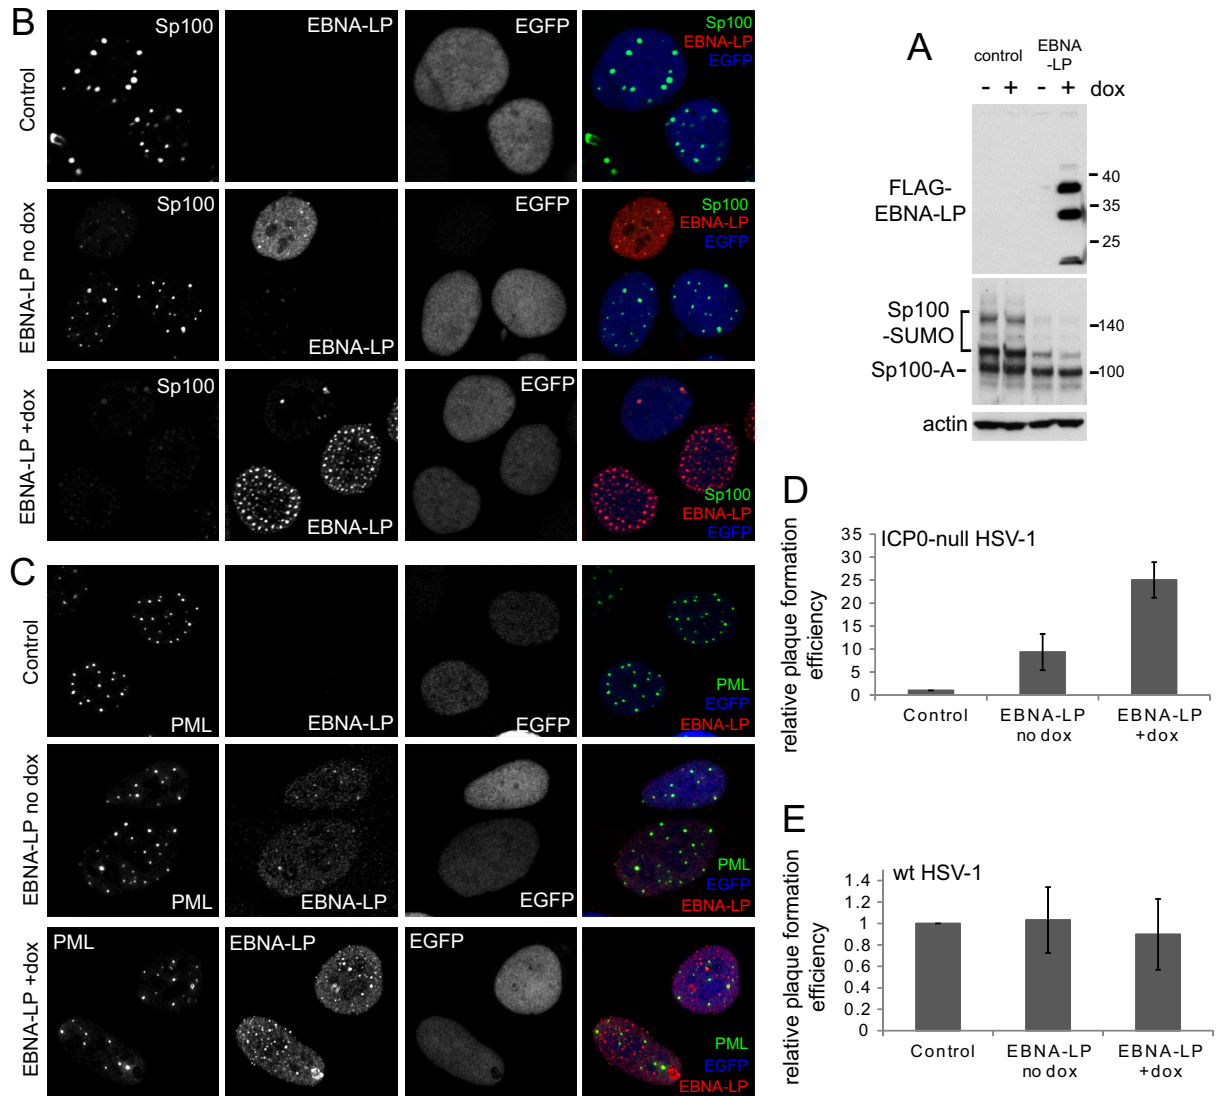 B
Control
Sp100
EBNA-LP
EGFP
Sp100
EBNA-LP
EGFP
EBNA-LP no dox
Sp100
EBNA-LP
EGFP
Sp100
EBNA-LP
EGFP
EBNA-LP +dox
Sp100
EBNA-LP
EGFP
Sp100
EBNA-LP
EGFP
C
Control
PML
EBNA-LP
EGFP
PML
EGFP
EBNA-LP
EBNA-LP no dox
PML
EBNA-LP
EGFP
PML
EGFP
EBNA-LP
EBNA-LP +dox
PML
EBNA-LP
EGFP
PML
EGFP
EBNA-LP
A
control
EBNA
-LP
- + - + dox
FLAG-
EBNA-LP
40
35
25
Sp100
-SUMO
Sp100-A
140
100
actin
D
ICP0-null HSV-1
relative plaque formation
efficiency
35
30
25
20
15
10
5
0
Control
EBNA-LP
no dox
EBNA-LP
+dox
E
wt HSV-1
relative plaque formation
efficiency
1.4
1.2
1
0.8
0.6
0.4
0.2
0
Control
EBNA-LP
no dox
EBNA-LP
+dox